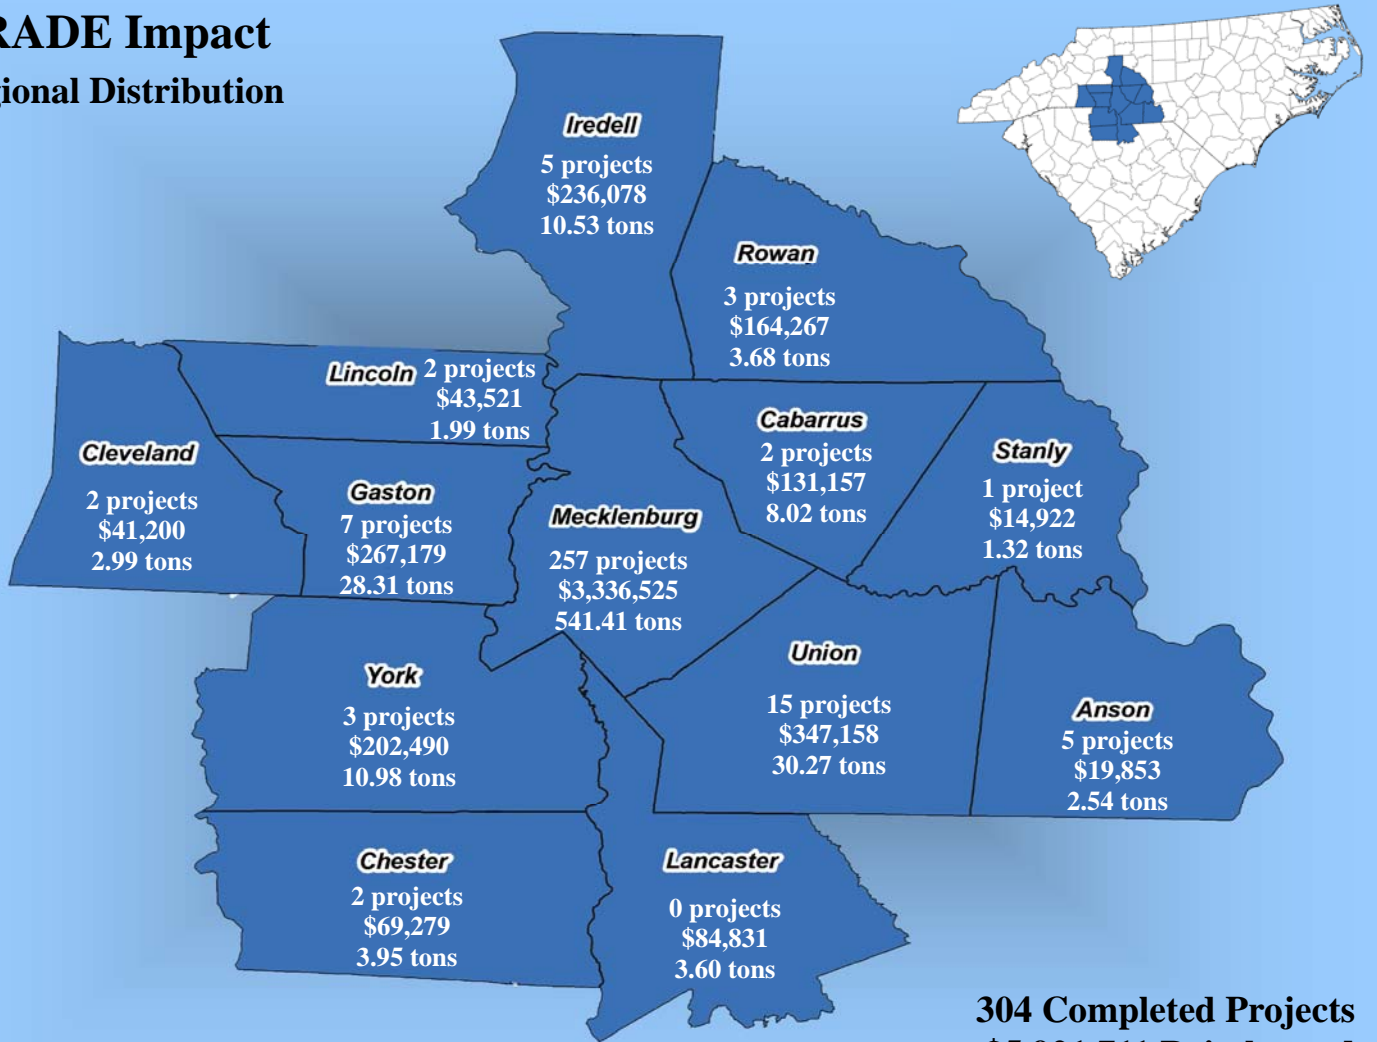 RADE Impact
gional Distribution
Iredell
5 projects
$236,078
10.53 tons
Rowan
3 projects
$164,267
3.68 tons
Lincoln 2 projects
$43,521
1.99 tons
Cleveland
2 projects
$41,200
2.99 tons
Gaston
7 projects
$267,179
28.31 tons
Mecklenburg
257 projects
$3,336,525
541.41 tons
Cabarrus
2 projects
$131,157
8.02 tons
Stanly
1 project
$14,922
1.32 tons
York
3 projects
$202,490
10.98 tons
Union
15 projects
$347,158
30.27 tons
Anson
5 projects
$19,853
2.54 tons
Chester
2 projects
$69,279
3.95 tons
Lancaster
0 projects
$84,831
3.60 tons
304 Completed Projects